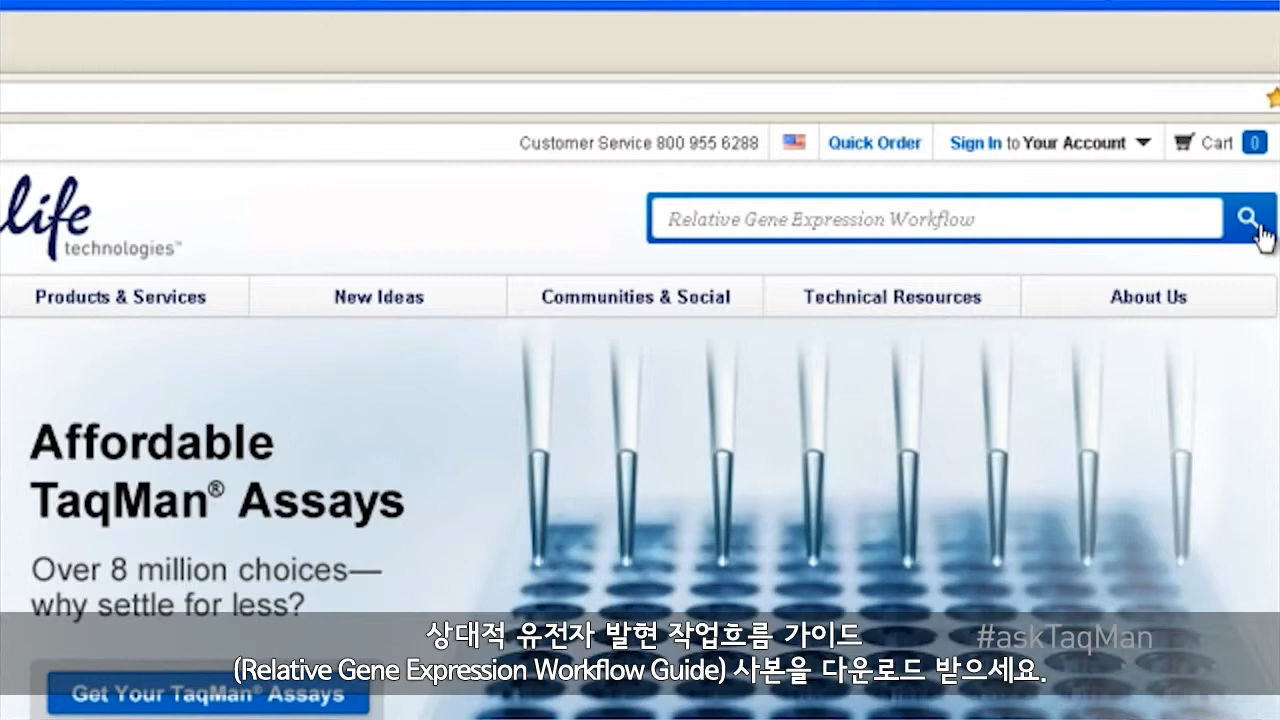 Customer Service 800 955 6288
Quick Order
Sign In to Your Account
Cart 0
life
technologies™
Relative Gene Expression Workflow
Products & Services
New Ideas
Communities & Social
Technical Resources
About Us
Affordable
TaqMan® Assays
Over 8 million choices—
why settle for less?
상대적 유전자 발현 작업흐름 가이드
#askTaqMan
(Relative Gene Expression Workflow Guide) 사본을 다운로드 받으세요.
Get Your TaqMan® Assays